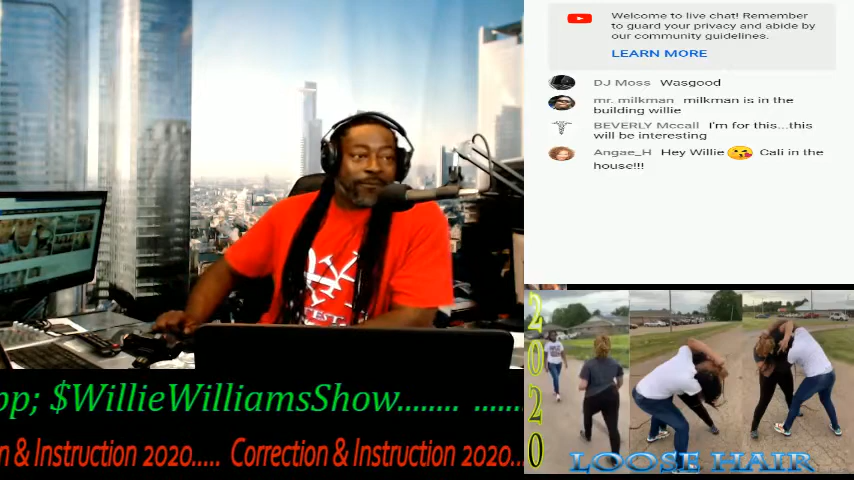 Welcome to live chat! Remember
to guard your privacy and abide by
our community guidelines.
LEARN MORE
DJ Moss Wasgood
mr. milkman milkman is in the
building willie
BEVERLY Mccall I'm for this...this
will be interesting
Angae_H Hey Willie 😘 Cali in the
house!!!
pp; $WillieWilliamsShow........ ......
n & Instruction 2020..... Correction & Instruction 2020...
2020
LOOSE HAIR